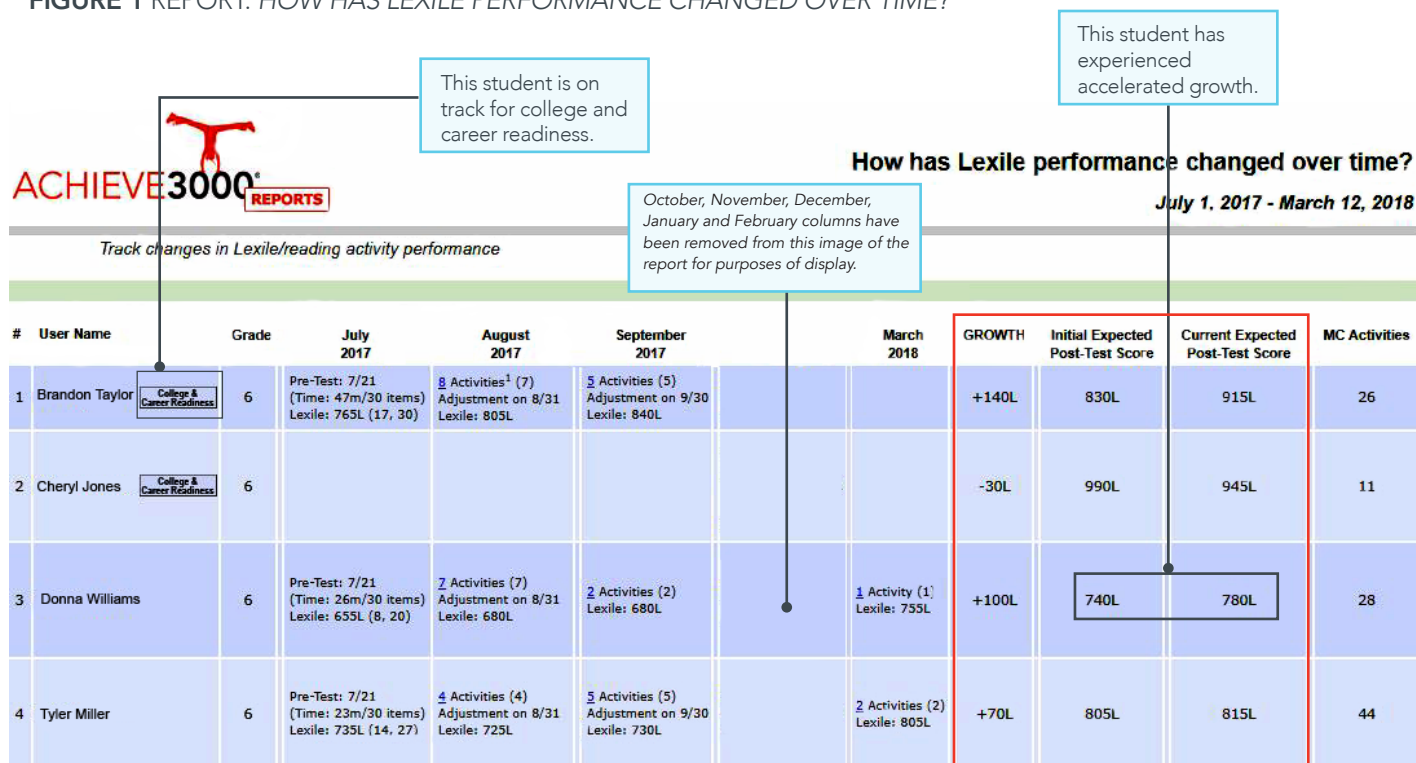 FIGURE 1 REPORT: HOW HAS LEXILE PERFORMANCE CHANGED OVER TIME?
This student has
experienced
accelerated growth.
This student is on
track for college and
career readiness.
ACHIEVE3000®
REPORTS
How has Lexile performance changed over time?
July 1, 2017 - March 12, 2018
October, November, December,
January and February columns have
been removed from this image of the
report for purposes of display.
Track changes in Lexile/reading activity performance
# User Name Grade July 2017 August 2017 September 2017 March 2018 GROWTH Initial Expected Post-Test Score Current Expected Post-Test Score MC Activities
1 Brandon Taylor
College &
Career Readiness
6
Pre-Test: 7/21
(Time: 47m/30 items)
Lexile: 765L (17, 30)
8 Activities¹ (7)
Adjustment on 8/31
Lexile: 805L
5 Activities (5)
Adjustment on 9/30
Lexile: 840L
+140L 830L 915L 26
2 Cheryl Jones
College &
Career Readiness
6
-30L 990L 945L 11
3 Donna Williams 6
Pre-Test: 7/21
(Time: 26m/30 items)
Lexile: 655L (8, 20)
7 Activities (7)
Adjustment on 8/31
Lexile: 680L
2 Activities (2)
Lexile: 680L
1 Activity (1)
Lexile: 755L
+100L 740L 780L 28
4 Tyler Miller 6
Pre-Test: 7/21
(Time: 23m/30 items)
Lexile: 735L (14, 27)
4 Activities (4)
Adjustment on 8/31
Lexile: 725L
5 Activities (5)
Adjustment on 9/30
Lexile: 730L
2 Activities (2)
Lexile: 805L
+70L 805L 815L 44